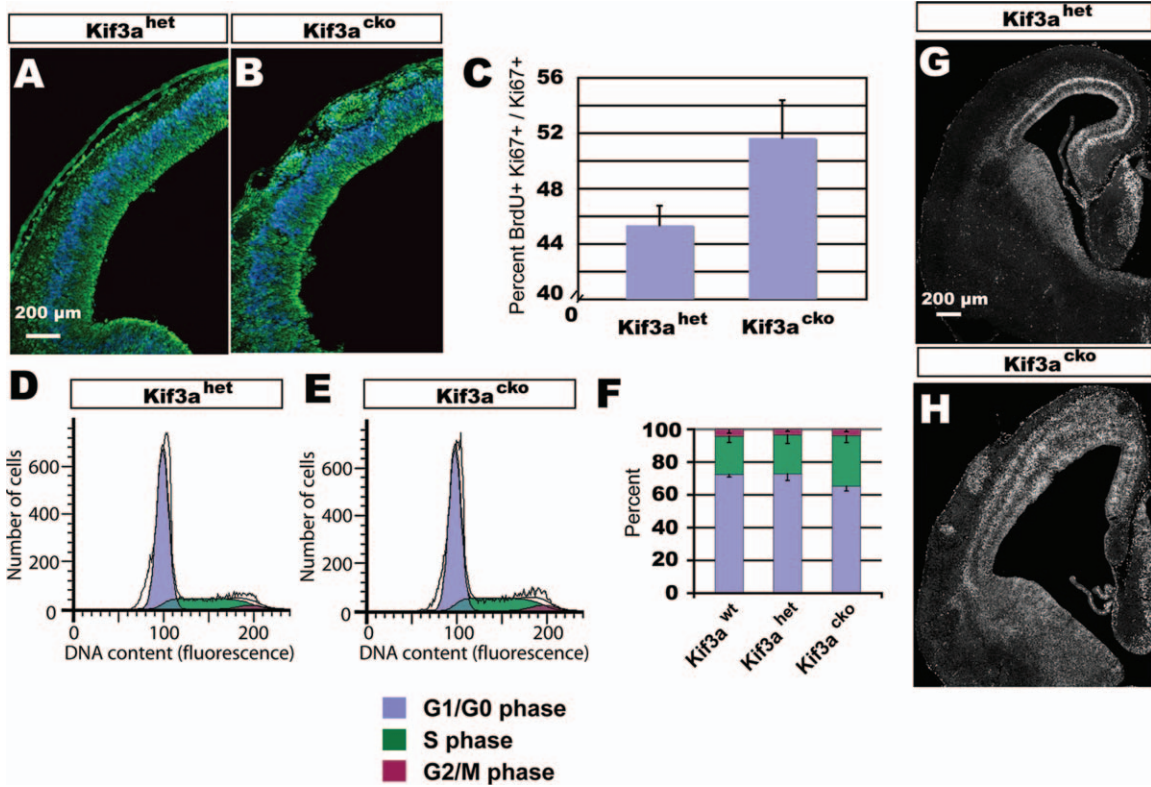 Kif3a het
Kif3a cko
A
B
200 µm
C
Percent BrdU+ Ki67+ / Ki67+
56
52
48
44
40
0
Kif3a het
Kif3a cko
D
Kif3a het
Number of cells
600
400
200
0
0
100
200
DNA content (fluorescence)
E
Kif3a cko
Number of cells
600
400
200
0
0
100
200
DNA content (fluorescence)
F
Percent
100
80
60
40
20
0
Kif3a wt
Kif3a het
Kif3a cko
G1/G0 phase
S phase
G2/M phase
Kif3a het
G
200 µm
Kif3a cko
H